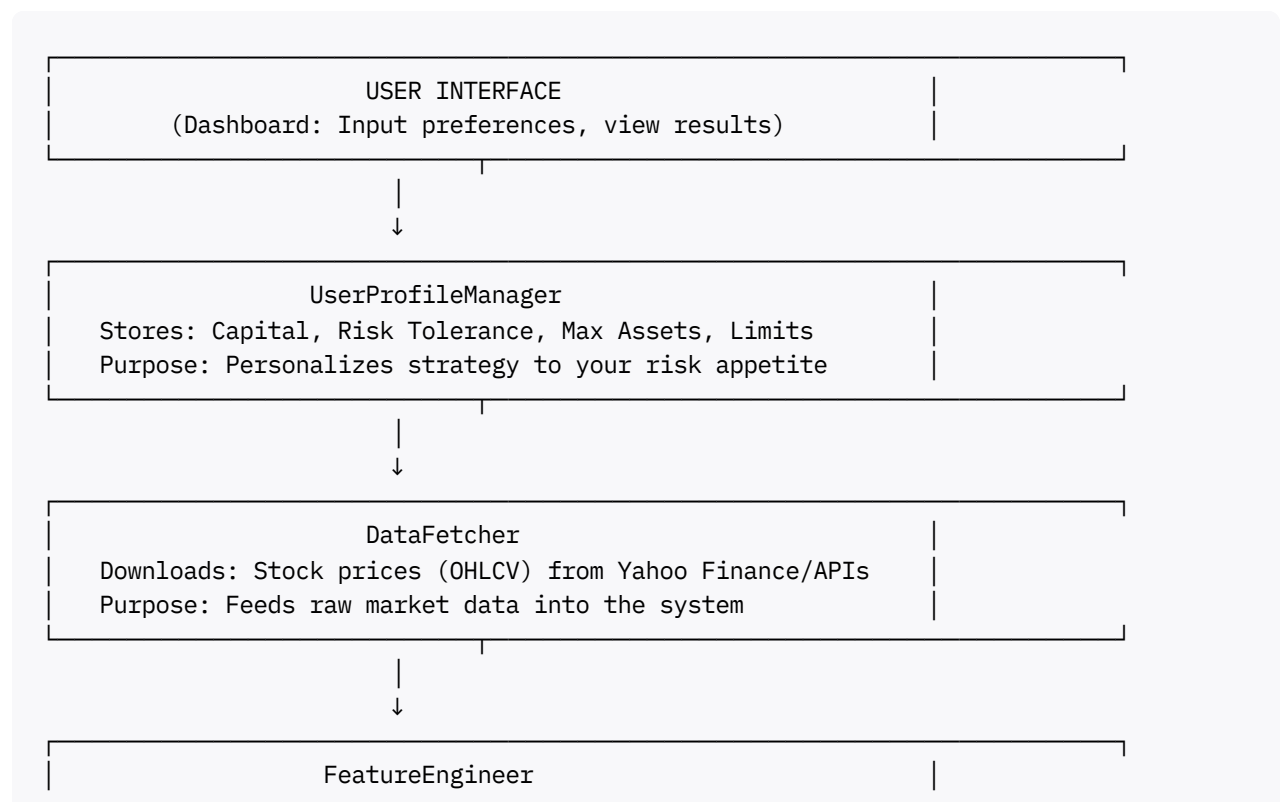 USER INTERFACE
(Dashboard: Input preferences, view results)
↓
UserProfileManager
Stores: Capital, Risk Tolerance, Max Assets, Limits
Purpose: Personalizes strategy to your risk appetite
↓
DataFetcher
Downloads: Stock prices (OHLCV) from Yahoo Finance/APIs
Purpose: Feeds raw market data into the system
↓
FeatureEngineer